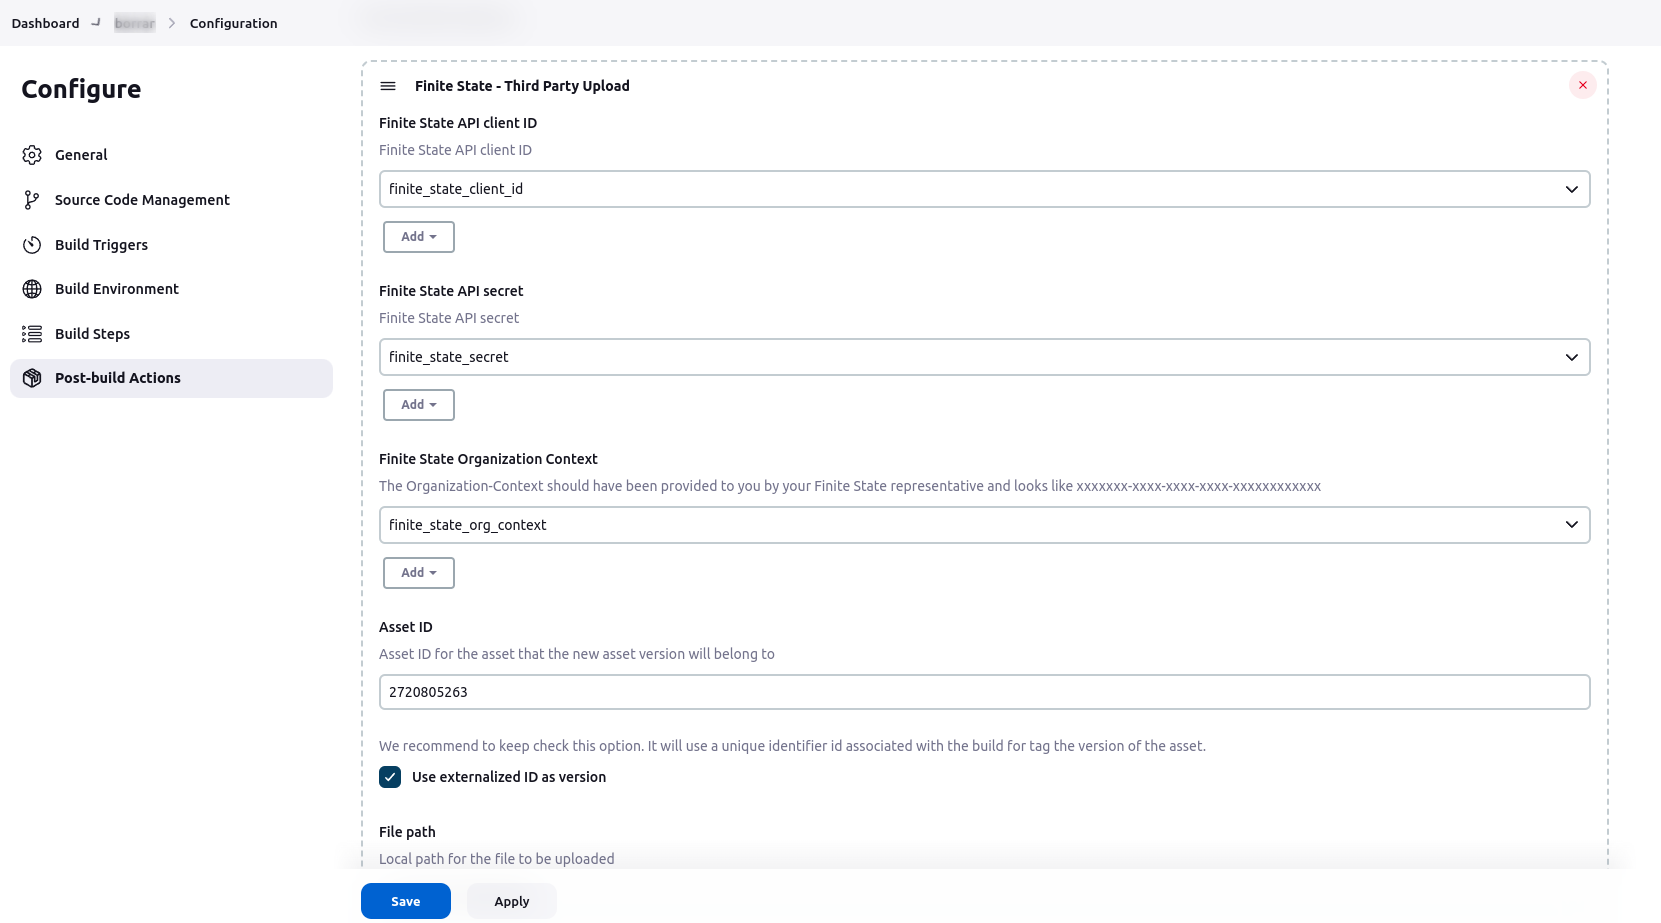 Dashboard
Configuration
Configure
General
Source Code Management
Build Triggers
Build Environment
Build Steps
Post-build Actions
Finite State - Third Party Upload
Finite State API client ID
Finite State API client ID
finite_state_client_id
Add
Finite State API secret
Finite State API secret
finite_state_secret
Add
Finite State Organization Context
The Organization-Context should have been provided to you by your Finite State representative and looks like xxxxxxx-xxxx-xxxx-xxxx-xxxxxxxxxxxx
finite_state_org_context
Add
Asset ID
Asset ID for the asset that the new asset version will belong to
2720805263
We recommend to keep check this option. It will use a unique identifier id associated with the build for tag the version of the asset.
Use externalized ID as version
File path
Local path for the file to be uploaded
Save
Apply